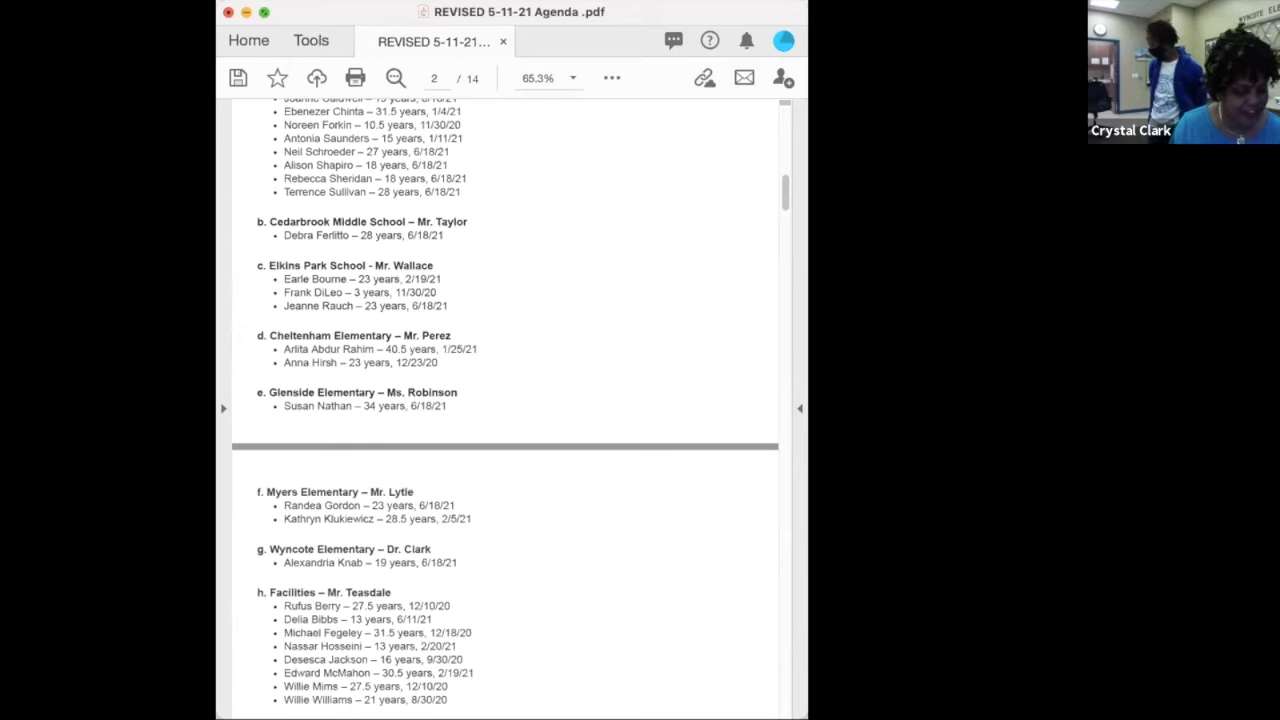 REVISED 5-11-21 Agenda .pdf
Home
Tools
REVISED 5-11-21... ×
2 / 14
65.3%
Joanne Caldwell – 19 years, 6/18/21
• Ebenezer Chinta – 31.5 years, 1/4/21
• Noreen Forkin – 10.5 years, 11/30/20
• Antonia Saunders – 15 years, 1/11/21
• Neil Schroeder – 27 years, 6/18/21
• Alison Shapiro – 18 years, 6/18/21
• Rebecca Sheridan – 18 years, 6/18/21
• Terrence Sullivan – 28 years, 6/18/21
b. Cedarbrook Middle School – Mr. Taylor
• Debra Ferlitto – 28 years, 6/18/21
c. Elkins Park School - Mr. Wallace
• Earle Bourne – 23 years, 2/19/21
• Frank DiLeo – 3 years, 11/30/20
• Jeanne Rauch – 23 years, 6/18/21
d. Cheltenham Elementary – Mr. Perez
• Arlita Abdur Rahim – 40.5 years, 1/25/21
• Anna Hirsh – 23 years, 12/23/20
e. Glenside Elementary – Ms. Robinson
• Susan Nathan – 34 years, 6/18/21
f. Myers Elementary – Mr. Lytle
• Randea Gordon – 23 years, 6/18/21
• Kathryn Klukiewicz – 28.5 years, 2/5/21
g. Wyncote Elementary – Dr. Clark
• Alexandria Knab – 19 years, 6/18/21
h. Facilities – Mr. Teasdale
• Rufus Berry – 27.5 years, 12/10/20
• Delia Bibbs – 13 years, 6/11/21
• Michael Fegeley – 31.5 years, 12/18/20
• Nassar Hosseini – 13 years, 2/20/21
• Desesca Jackson – 16 years, 9/30/20
• Edward McMahon – 30.5 years, 2/19/21
• Willie Mims – 27.5 years, 12/10/20
• Willie Williams – 21 years, 8/30/20
WYNCOTE ELE
Crystal Clark